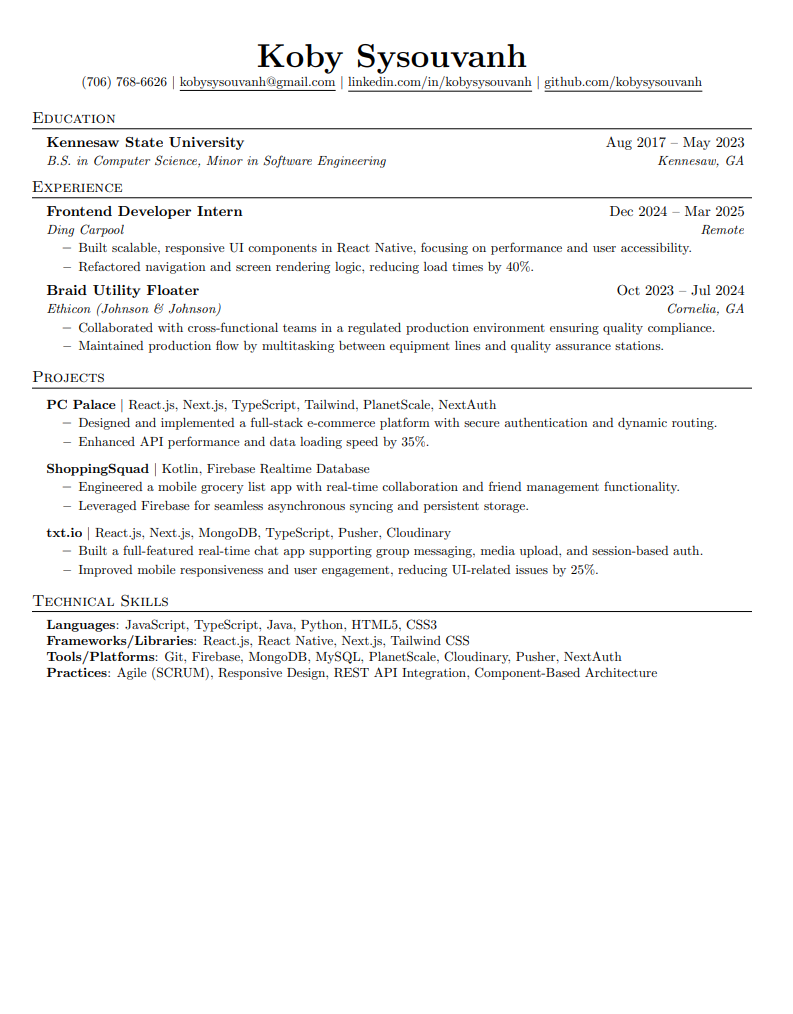 Koby Sysouvanh
(706) 768-6626 | kobysysouvanh@gmail.com | linkedin.com/in/kobysysouvanh | github.com/kobysysouvanh
Education
Kennesaw State University Aug 2017 – May 2023
B.S. in Computer Science, Minor in Software Engineering Kennesaw, GA
Experience
Frontend Developer Intern Dec 2024 – Mar 2025
Ding Carpool Remote
– Built scalable, responsive UI components in React Native, focusing on performance and user accessibility.
– Refactored navigation and screen rendering logic, reducing load times by 40%.
Braid Utility Floater Oct 2023 – Jul 2024
Ethicon (Johnson & Johnson) Cornelia, GA
– Collaborated with cross-functional teams in a regulated production environment ensuring quality compliance.
– Maintained production flow by multitasking between equipment lines and quality assurance stations.
Projects
PC Palace | React.js, Next.js, TypeScript, Tailwind, PlanetScale, NextAuth
– Designed and implemented a full-stack e-commerce platform with secure authentication and dynamic routing.
– Enhanced API performance and data loading speed by 35%.
ShoppingSquad | Kotlin, Firebase Realtime Database
– Engineered a mobile grocery list app with real-time collaboration and friend management functionality.
– Leveraged Firebase for seamless asynchronous syncing and persistent storage.
txt.io | React.js, Next.js, MongoDB, TypeScript, Pusher, Cloudinary
– Built a full-featured real-time chat app supporting group messaging, media upload, and session-based auth.
– Improved mobile responsiveness and user engagement, reducing UI-related issues by 25%.
Technical Skills
Languages: JavaScript, TypeScript, Java, Python, HTML5, CSS3
Frameworks/Libraries: React.js, React Native, Next.js, Tailwind CSS
Tools/Platforms: Git, Firebase, MongoDB, MySQL, PlanetScale, Cloudinary, Pusher, NextAuth
Practices: Agile (SCRUM), Responsive Design, REST API Integration, Component-Based Architecture